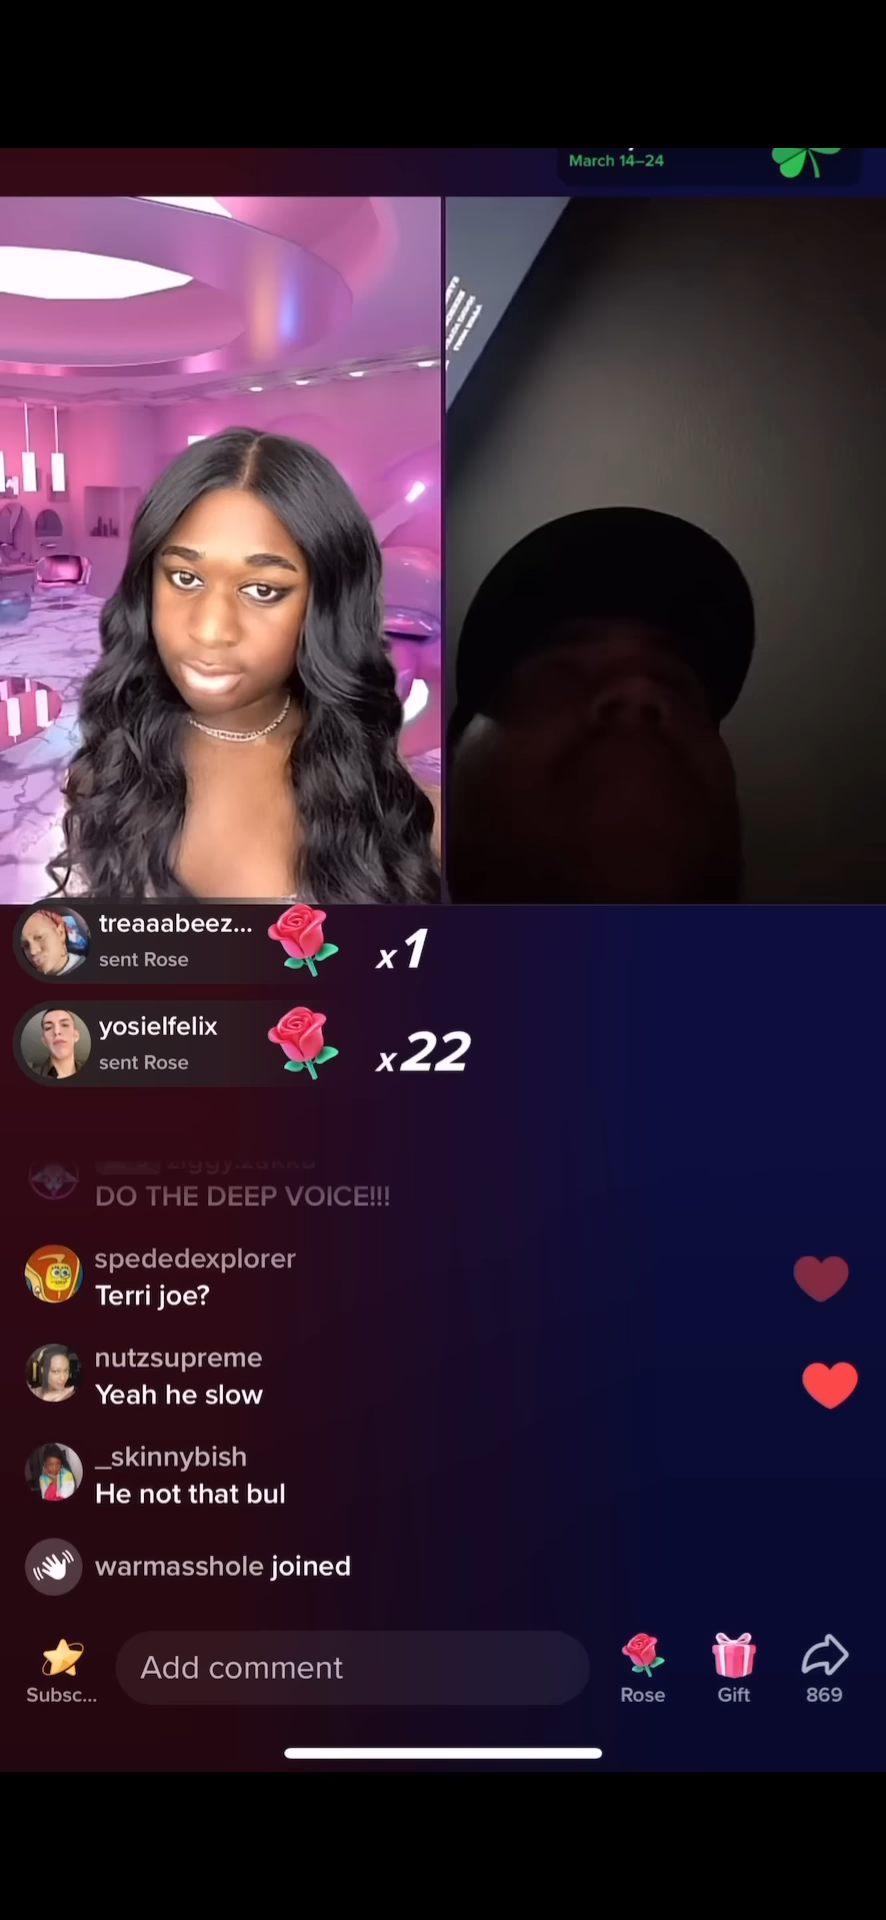 March 14–24
treaaabeez...
sent Rose
x1
yosielfelix
sent Rose
x22
DO THE DEEP VOICE!!!
spededexplorer
Terri joe?
nutzsupreme
Yeah he slow
_skinnybish
He not that bul
warmasshole joined
Subsc...
Add comment
Rose
Gift
869